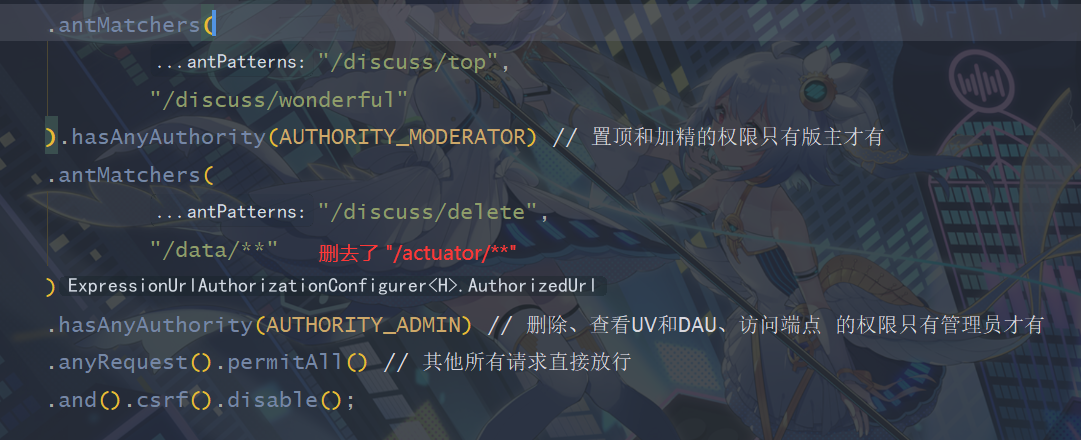 .antMatchers(
...antPatterns: "/discuss/top",
"/discuss/wonderful"
).hasAnyAuthority(AUTHORITY_MODERATOR) // 置顶和加精的权限只有版主才有
.antMatchers(
...antPatterns: "/discuss/delete",
"/data/**" 删去了 "/actuator/**"
) ExpressionUrlAuthorizationConfigurer<H>.AuthorizedUrl
.hasAnyAuthority(AUTHORITY_ADMIN) // 删除、查看UV和DAU、访问端点 的权限只有管理员才有
.anyRequest().permitAll() // 其他所有请求直接放行
.and().csrf().disable();